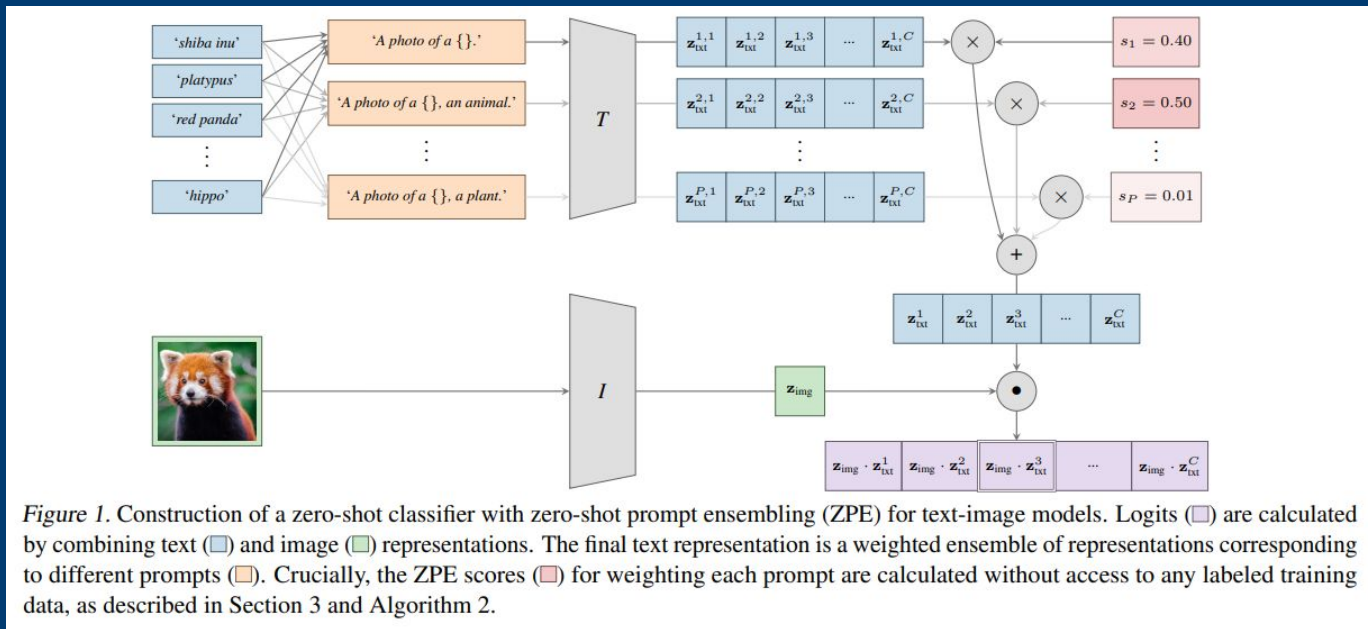 'shiba inu' 'A photo of a {}.' z_txt^{1,1} z_txt^{1,2} z_txt^{1,3} ... z_txt^{1,C} × s_1 = 0.40
'platypus' 'A photo of a {}, an animal.' T z_txt^{2,1} z_txt^{2,2} z_txt^{2,3} ... z_txt^{2,C} × s_2 = 0.50
'red panda'
⋮ ⋮ ⋮ ⋮
'hippo' 'A photo of a {}, a plant.' z_txt^{P,1} z_txt^{P,2} z_txt^{P,3} ... z_txt^{P,C} × s_P = 0.01
+
z_txt^1 z_txt^2 z_txt^3 ... z_txt^C
I z_img •
z_img · z_txt^1 z_img · z_txt^2 z_img · z_txt^3 ... z_img · z_txt^C
Figure 1. Construction of a zero-shot classifier with zero-shot prompt ensembling (ZPE) for text-image models. Logits (□) are calculated
by combining text (□) and image (□) representations. The final text representation is a weighted ensemble of representations corresponding
to different prompts (□). Crucially, the ZPE scores (□) for weighting each prompt are calculated without access to any labeled training
data, as described in Section 3 and Algorithm 2.